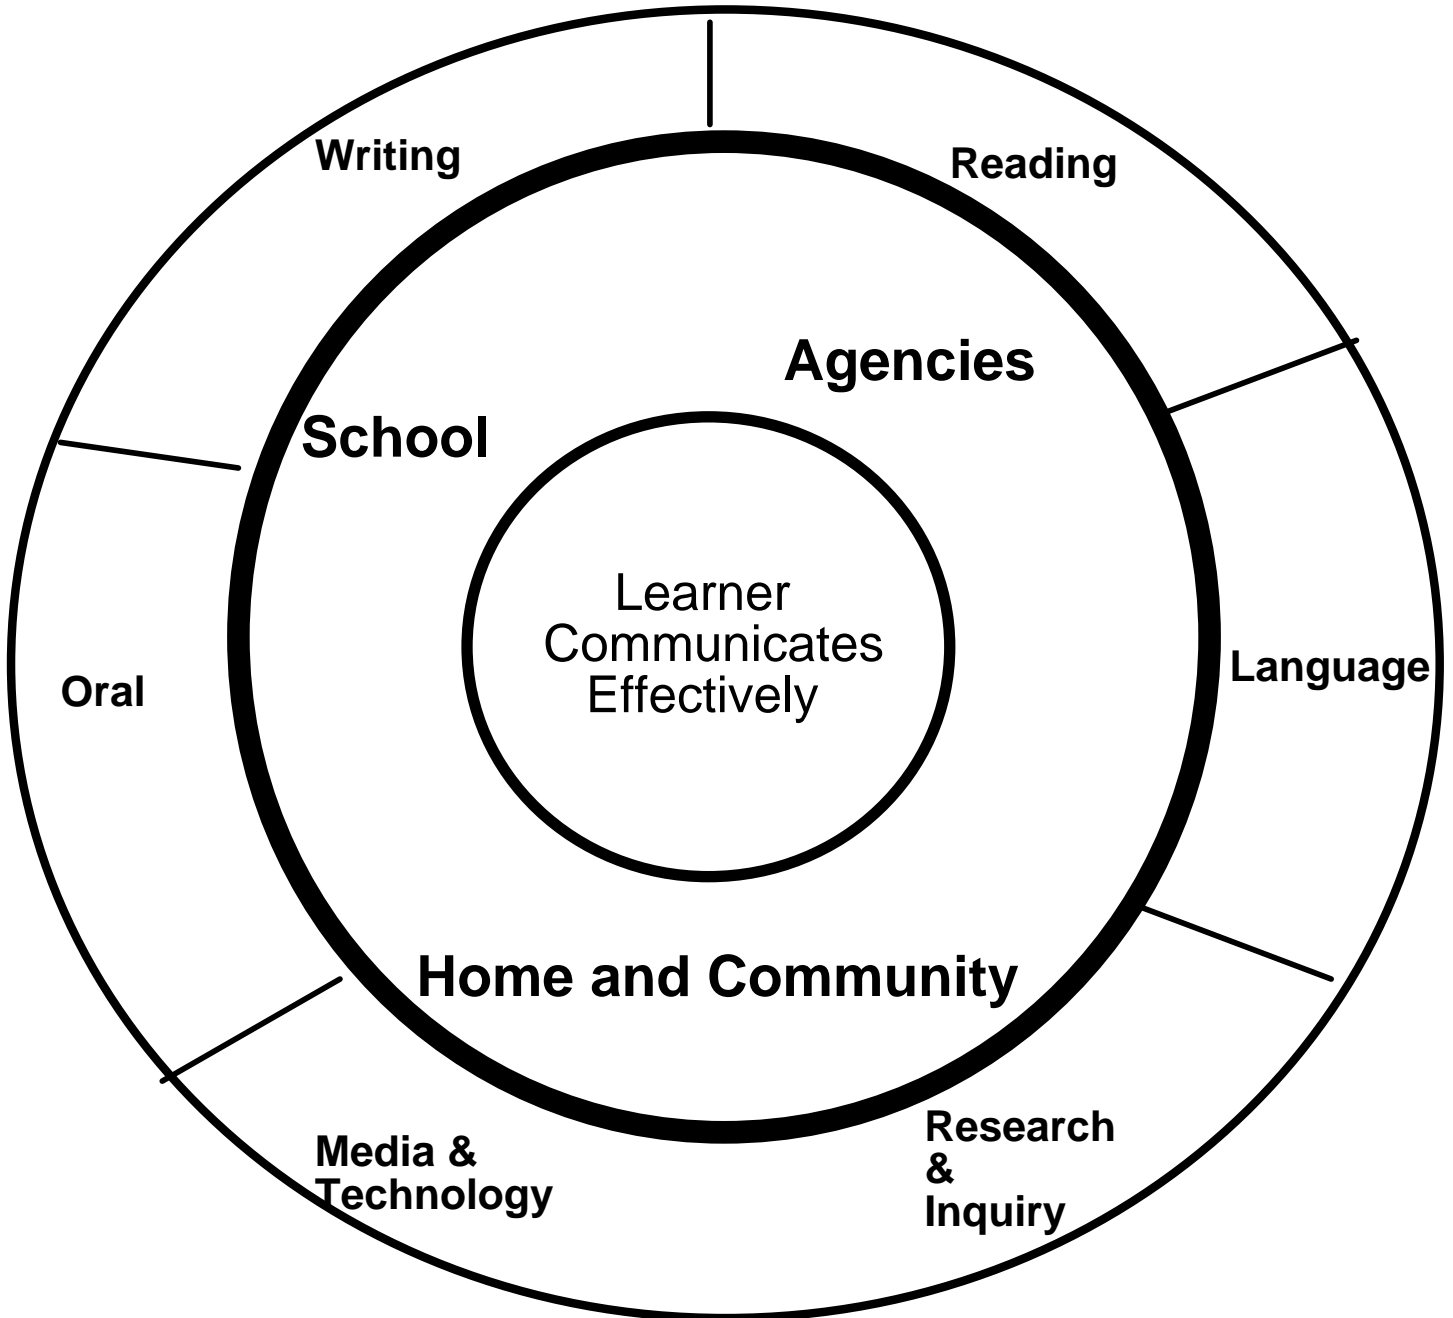 Writing
Reading
Agencies
School
Learner
Communicates
Effectively
Language
Oral
Home and Community
Media &
Technology
Research
&
Inquiry